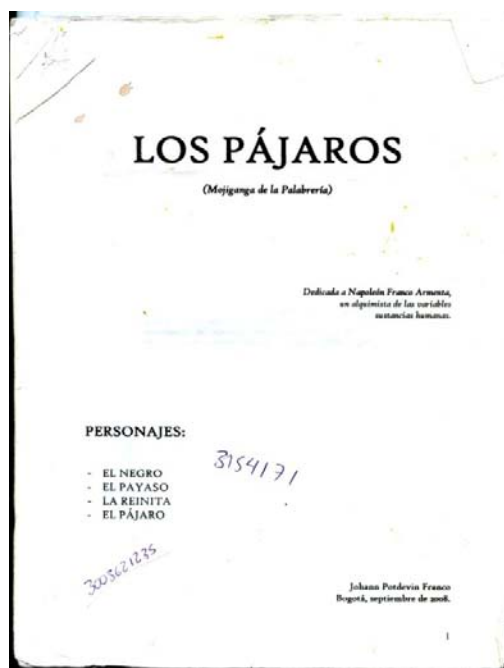 LOS PÁJAROS
(Mojiganga de la Palabrería)
Dedicada a Napoleón Franco Armenta,
un alquimista de las variables
sustancias humanas.
PERSONAJES:
- EL NEGRO
- EL PAYASO
- LA REINITA
- EL PÁJARO
3154171
3003621235
Johann Potdevin Franco
Bogotá, septiembre de 2008.
1